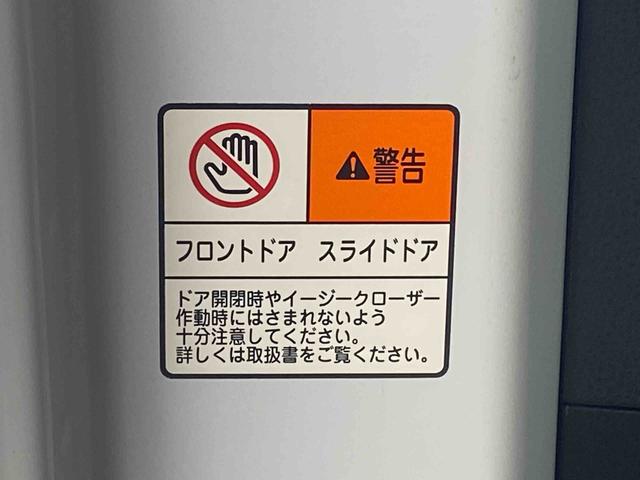 警告
フロントドア　スライドドア
ドア開閉時やイージークローザー
作動時にはさまれないよう
十分注意してください。
詳しくは取扱書をご覧ください。